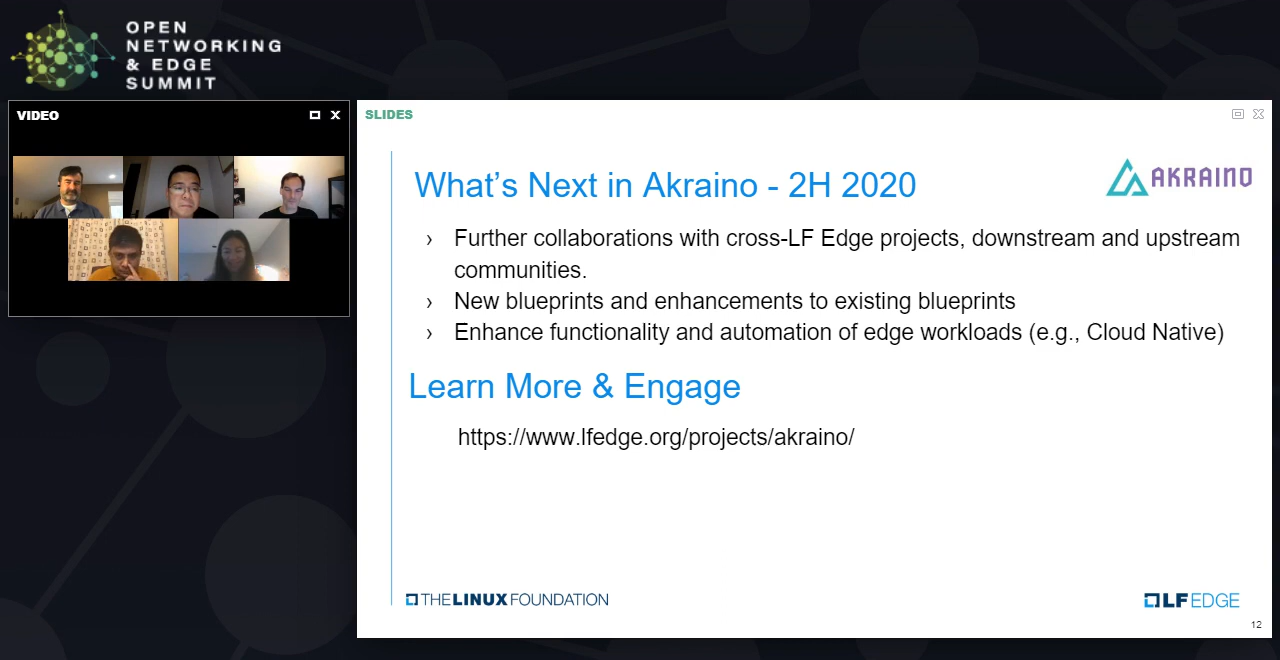 OPEN
NETWORKING
& EDGE
SUMMIT
VIDEO
SLIDES
What's Next in Akraino - 2H 2020
AKRAINO
› Further collaborations with cross-LF Edge projects, downstream and upstream
communities.
› New blueprints and enhancements to existing blueprints
› Enhance functionality and automation of edge workloads (e.g., Cloud Native)
Learn More & Engage
https://www.lfedge.org/projects/akraino/
THE LINUX FOUNDATION
LF EDGE
12